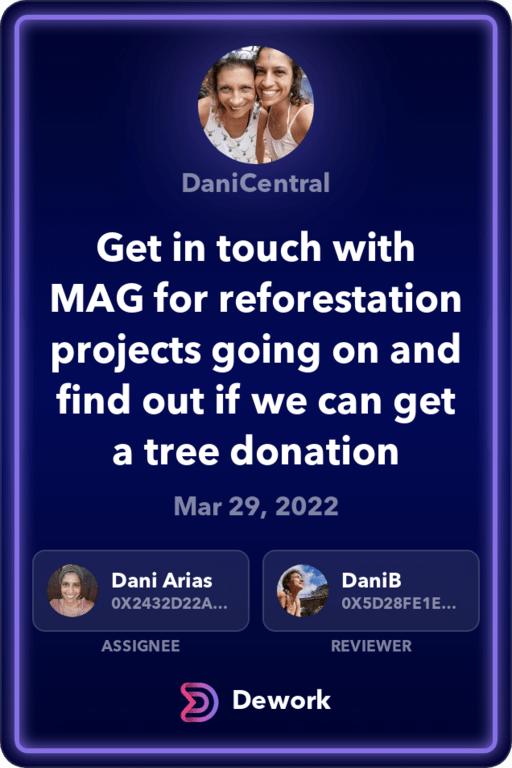 DaniCentral
Get in touch with
MAG for reforestation
projects going on and
find out if we can get
a tree donation
Mar 29, 2022
Dani Arias
0X2432D22A...
ASSIGNEE
DaniB
0X5D28FE1E...
REVIEWER
Dework